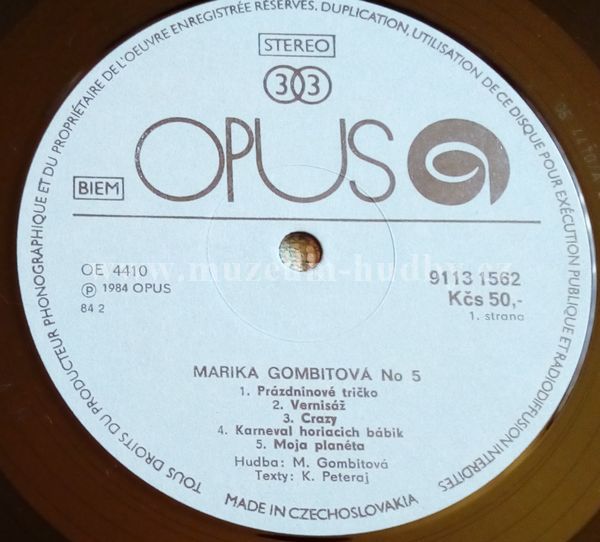 TOUS DROITS DU PRODUCTEUR PHONOGRAPHIQUE ET DU PROPRIÉTAIRE DE L'OEUVRE ENREGISTRÉE RÉSERVÉS. DUPLICATION, UTILISATION DE CE DISQUE POUR EXÉCUTION PUBLIQUE ET RADIODIFFUSION INTERDITES
STEREO
33
OPUS
BIEM
OE 4410
℗ 1984 OPUS
84 2
9113 1562
Kčs 50,-
1. strana
www.muzeum-hudby.cz
MARIKA GOMBITOVÁ No 5
1. Prázdninové tričko
2. Vernisáž
3. Crazy
4. Karneval horiacich bábik
5. Moja planéta
Hudba: M. Gombitová
Texty: K. Peteraj
MADE IN CZECHOSLOVAKIA